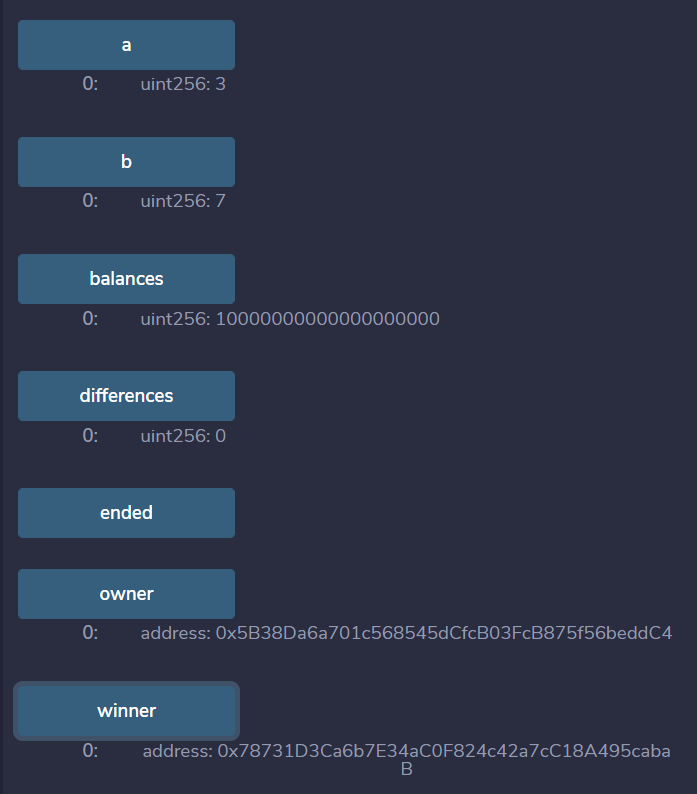 a
0: uint256: 3
b
0: uint256: 7
balances
0: uint256: 10000000000000000000
differences
0: uint256: 0
ended
owner
0: address: 0x5B38Da6a701c568545dCfcB03FcB875f56beddC4
winner
0: address: 0x78731D3Ca6b7E34aC0F824c42a7cC18A495caba
B